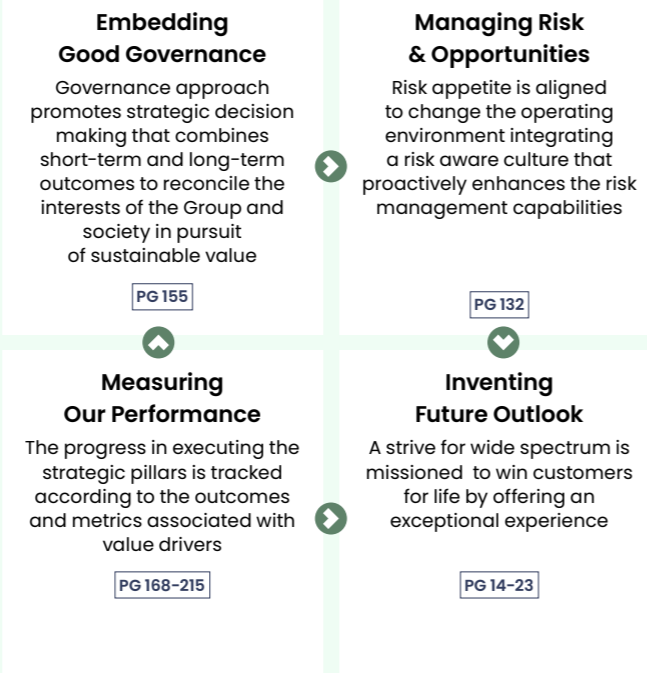 Embedding
Good Governance
Governance approach
promotes strategic decision
making that combines
short-term and long-term
outcomes to reconcile the
interests of the Group and
society in pursuit
of sustainable value
PG 155
Managing Risk
& Opportunities
Risk appetite is aligned
to change the operating
environment integrating
a risk aware culture that
proactively enhances the risk
management capabilities
PG 132
Measuring
Our Performance
The progress in executing the
strategic pillars is tracked
according to the outcomes
and metrics associated with
value drivers
PG 168-215
Inventing
Future Outlook
A strive for wide spectrum is
missioned  to win customers
for life by offering an
exceptional experience
PG 14-23